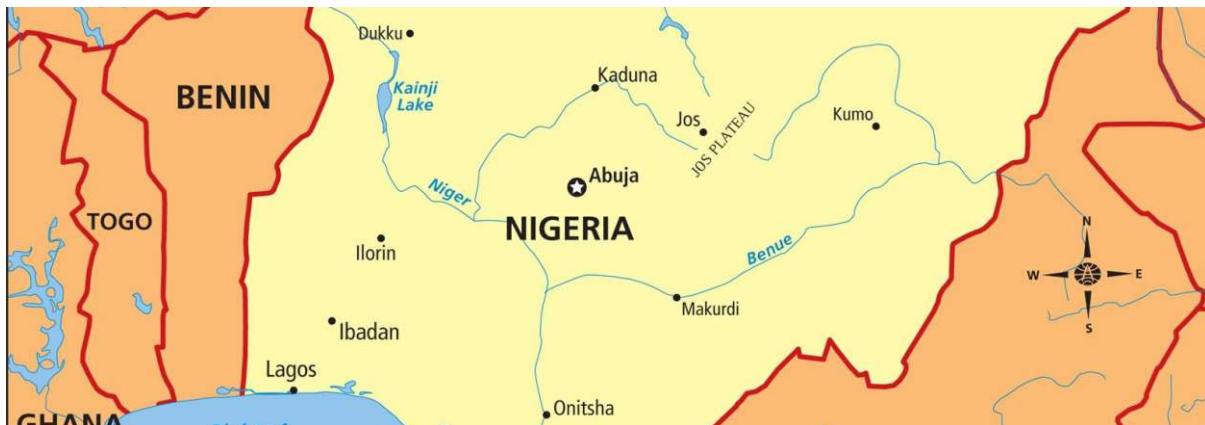 Dukku
Kainji
Lake
Kaduna
BENIN
Jos
JOS PLATEAU
Kumo
Abuja
Niger
TOGO
NIGERIA
N
Ilorin
Benue
W
E
Makurdi
S
Ibadan
Lagos
Onitsha
GHANA